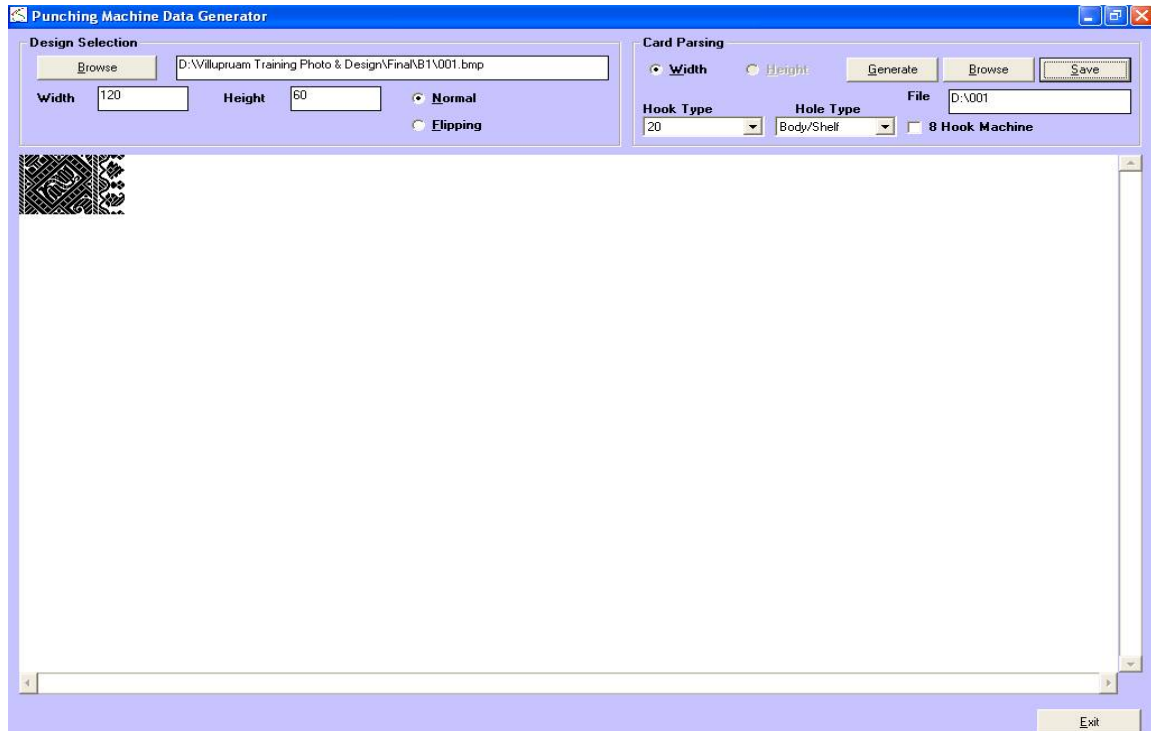 Punching Machine Data Generator
Design Selection
Browse
D:\Villupruam Training Photo & Design\Final\B1\001.bmp
Width 120 Height 60 Normal
Flipping
Card Parsing
Width Height Generate Browse Save
File D:\001
Hook Type Hole Type
20 Body/Shelf 8 Hook Machine
Exit